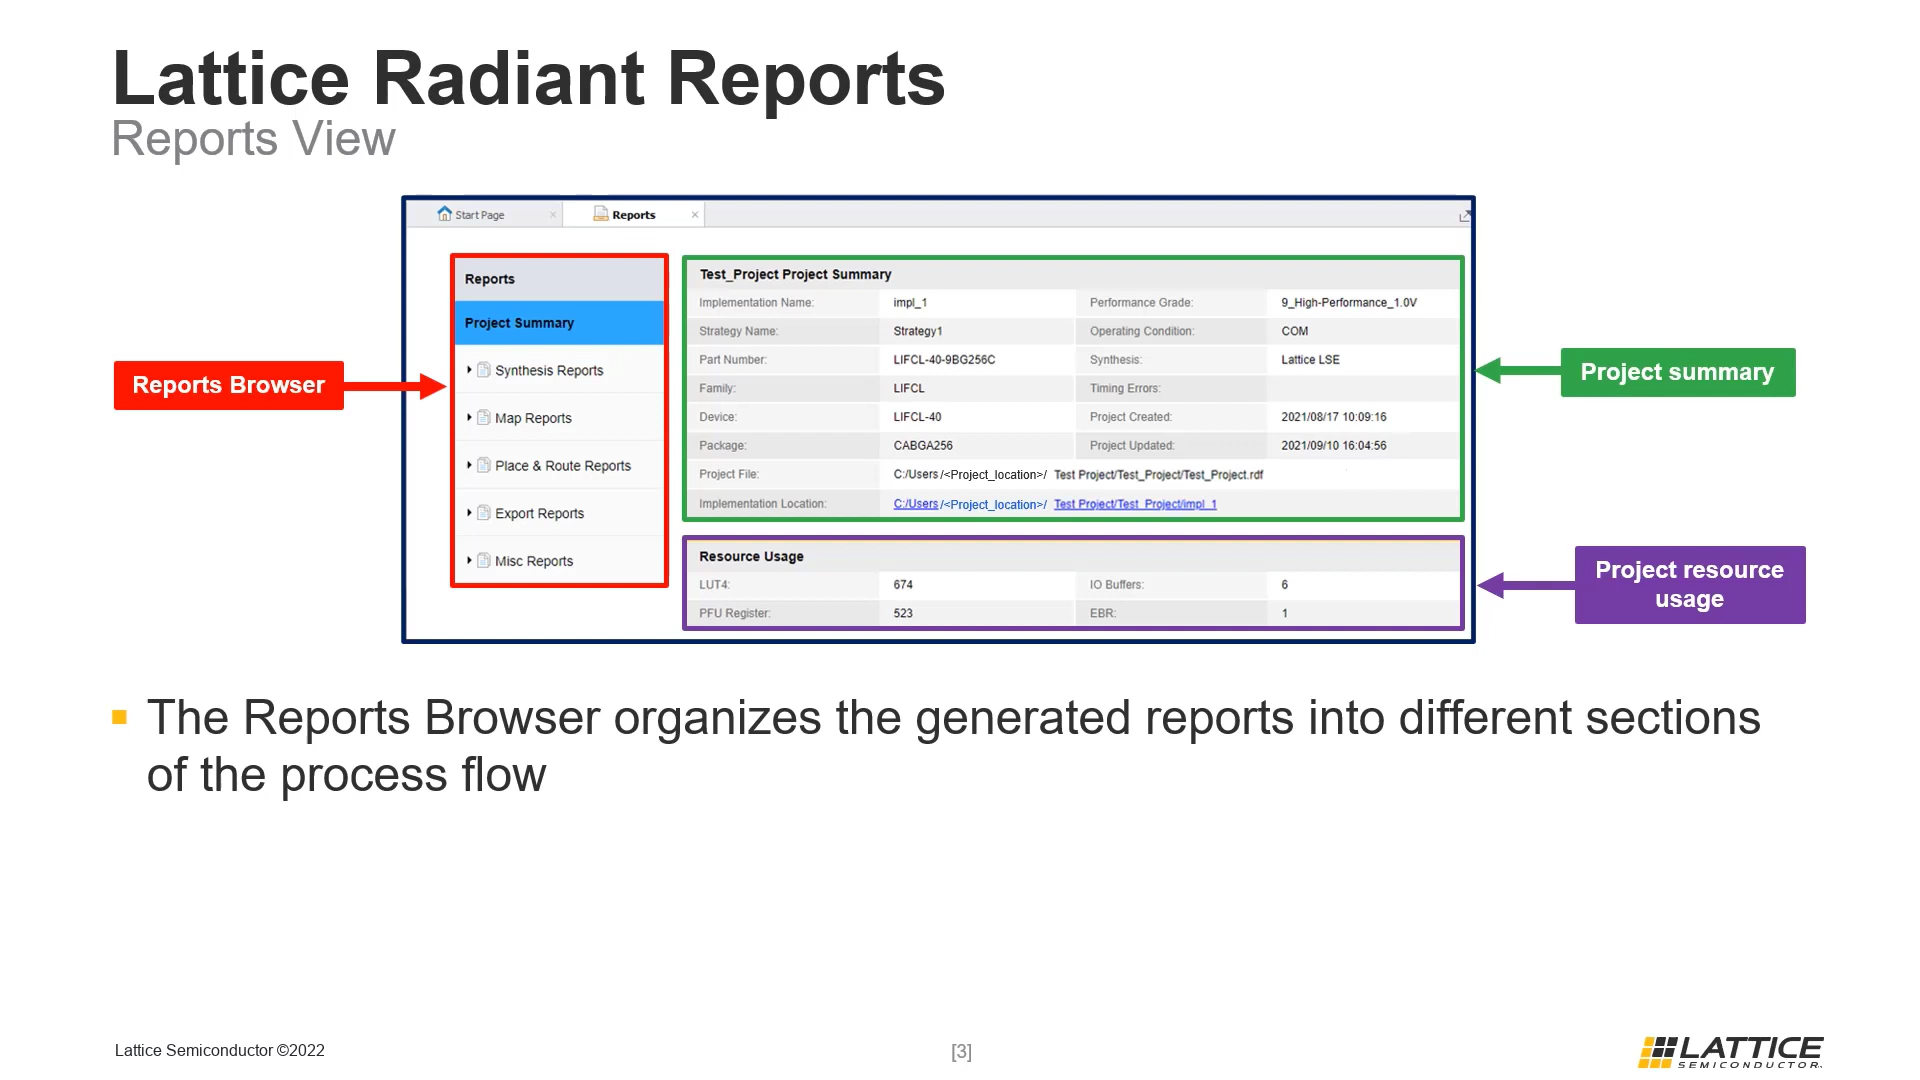 Lattice Radiant Reports
Reports View
Start Page
Reports
Reports Browser
Reports
Project Summary
Synthesis Reports
Map Reports
Place & Route Reports
Export Reports
Misc Reports
Test_Project Project Summary
Implementation Name: impl_1 Performance Grade: 9_High-Performance_1.0V
Strategy Name: Strategy1 Operating Condition: COM
Part Number: LIFCL-40-9BG256C Synthesis: Lattice LSE
Family: LIFCL Timing Errors:
Device: LIFCL-40 Project Created: 2021/08/17 10:09:16
Package: CABGA256 Project Updated: 2021/09/10 16:04:56
Project File: C:/Users/<Project_location>/ Test Project/Test_Project/Test_Project.rdf
Implementation Location: C:/Users/<Project_location>/ Test Project/Test_Project/impl_1
Project summary
Resource Usage
LUT4: 674 IO Buffers: 6
PFU Register: 523 EBR: 1
Project resource
usage
The Reports Browser organizes the generated reports into different sections
of the process flow
Lattice Semiconductor ©2022
[3]
LATTICE
SEMICONDUCTOR